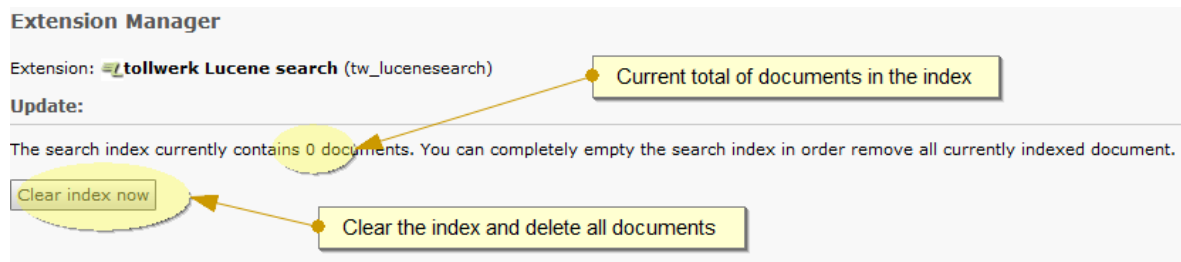 Extension Manager
Extension: tollwerk Lucene search (tw_lucenesearch)
Current total of documents in the index
Update:
The search index currently contains 0 documents. You can completely empty the search index in order remove all currently indexed document.
Clear index now
Clear the index and delete all documents